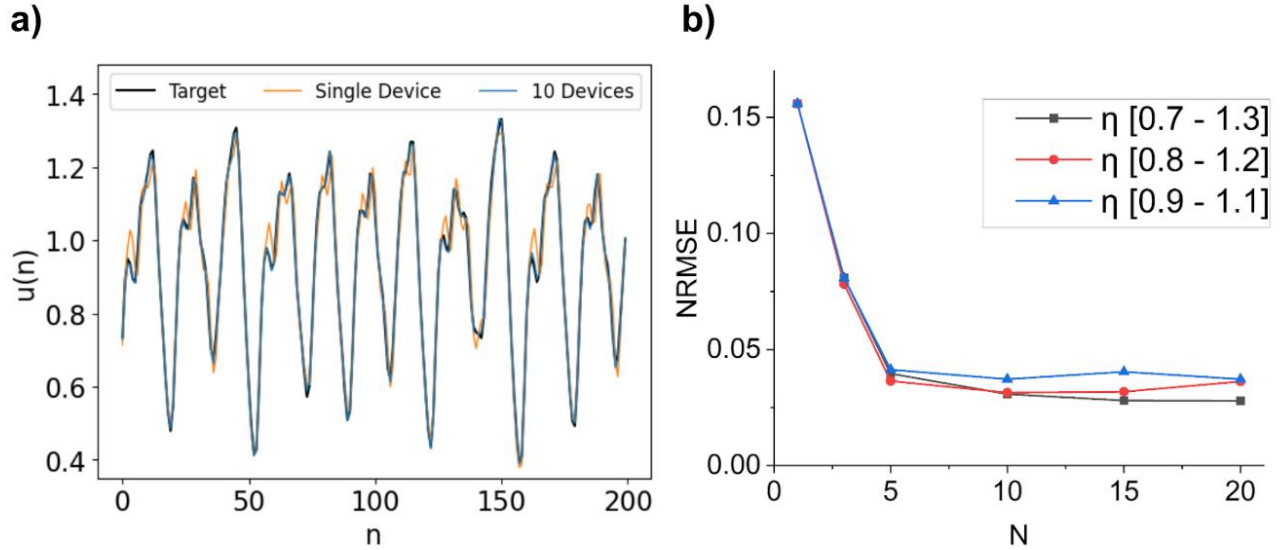 a)
Target Single Device 10 Devices
1.4
1.2
1.0
0.8
0.6
0.4
u(n)
0 50 100 150 200
n
b)
η [0.7 - 1.3]
η [0.8 - 1.2]
η [0.9 - 1.1]
0.15
0.10
0.05
0.00
NRMSE
0 5 10 15 20
N